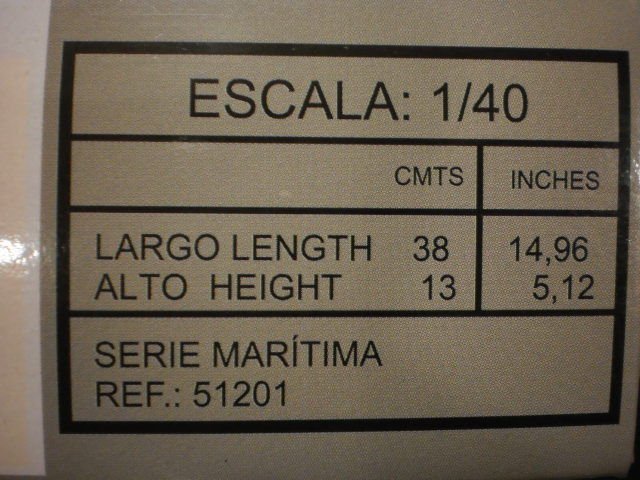 ESCALA: 1/40
CMTS INCHES
LARGO LENGTH 38 14,96
ALTO HEIGHT 13 5,12
SERIE MARÍTIMA
REF.: 51201